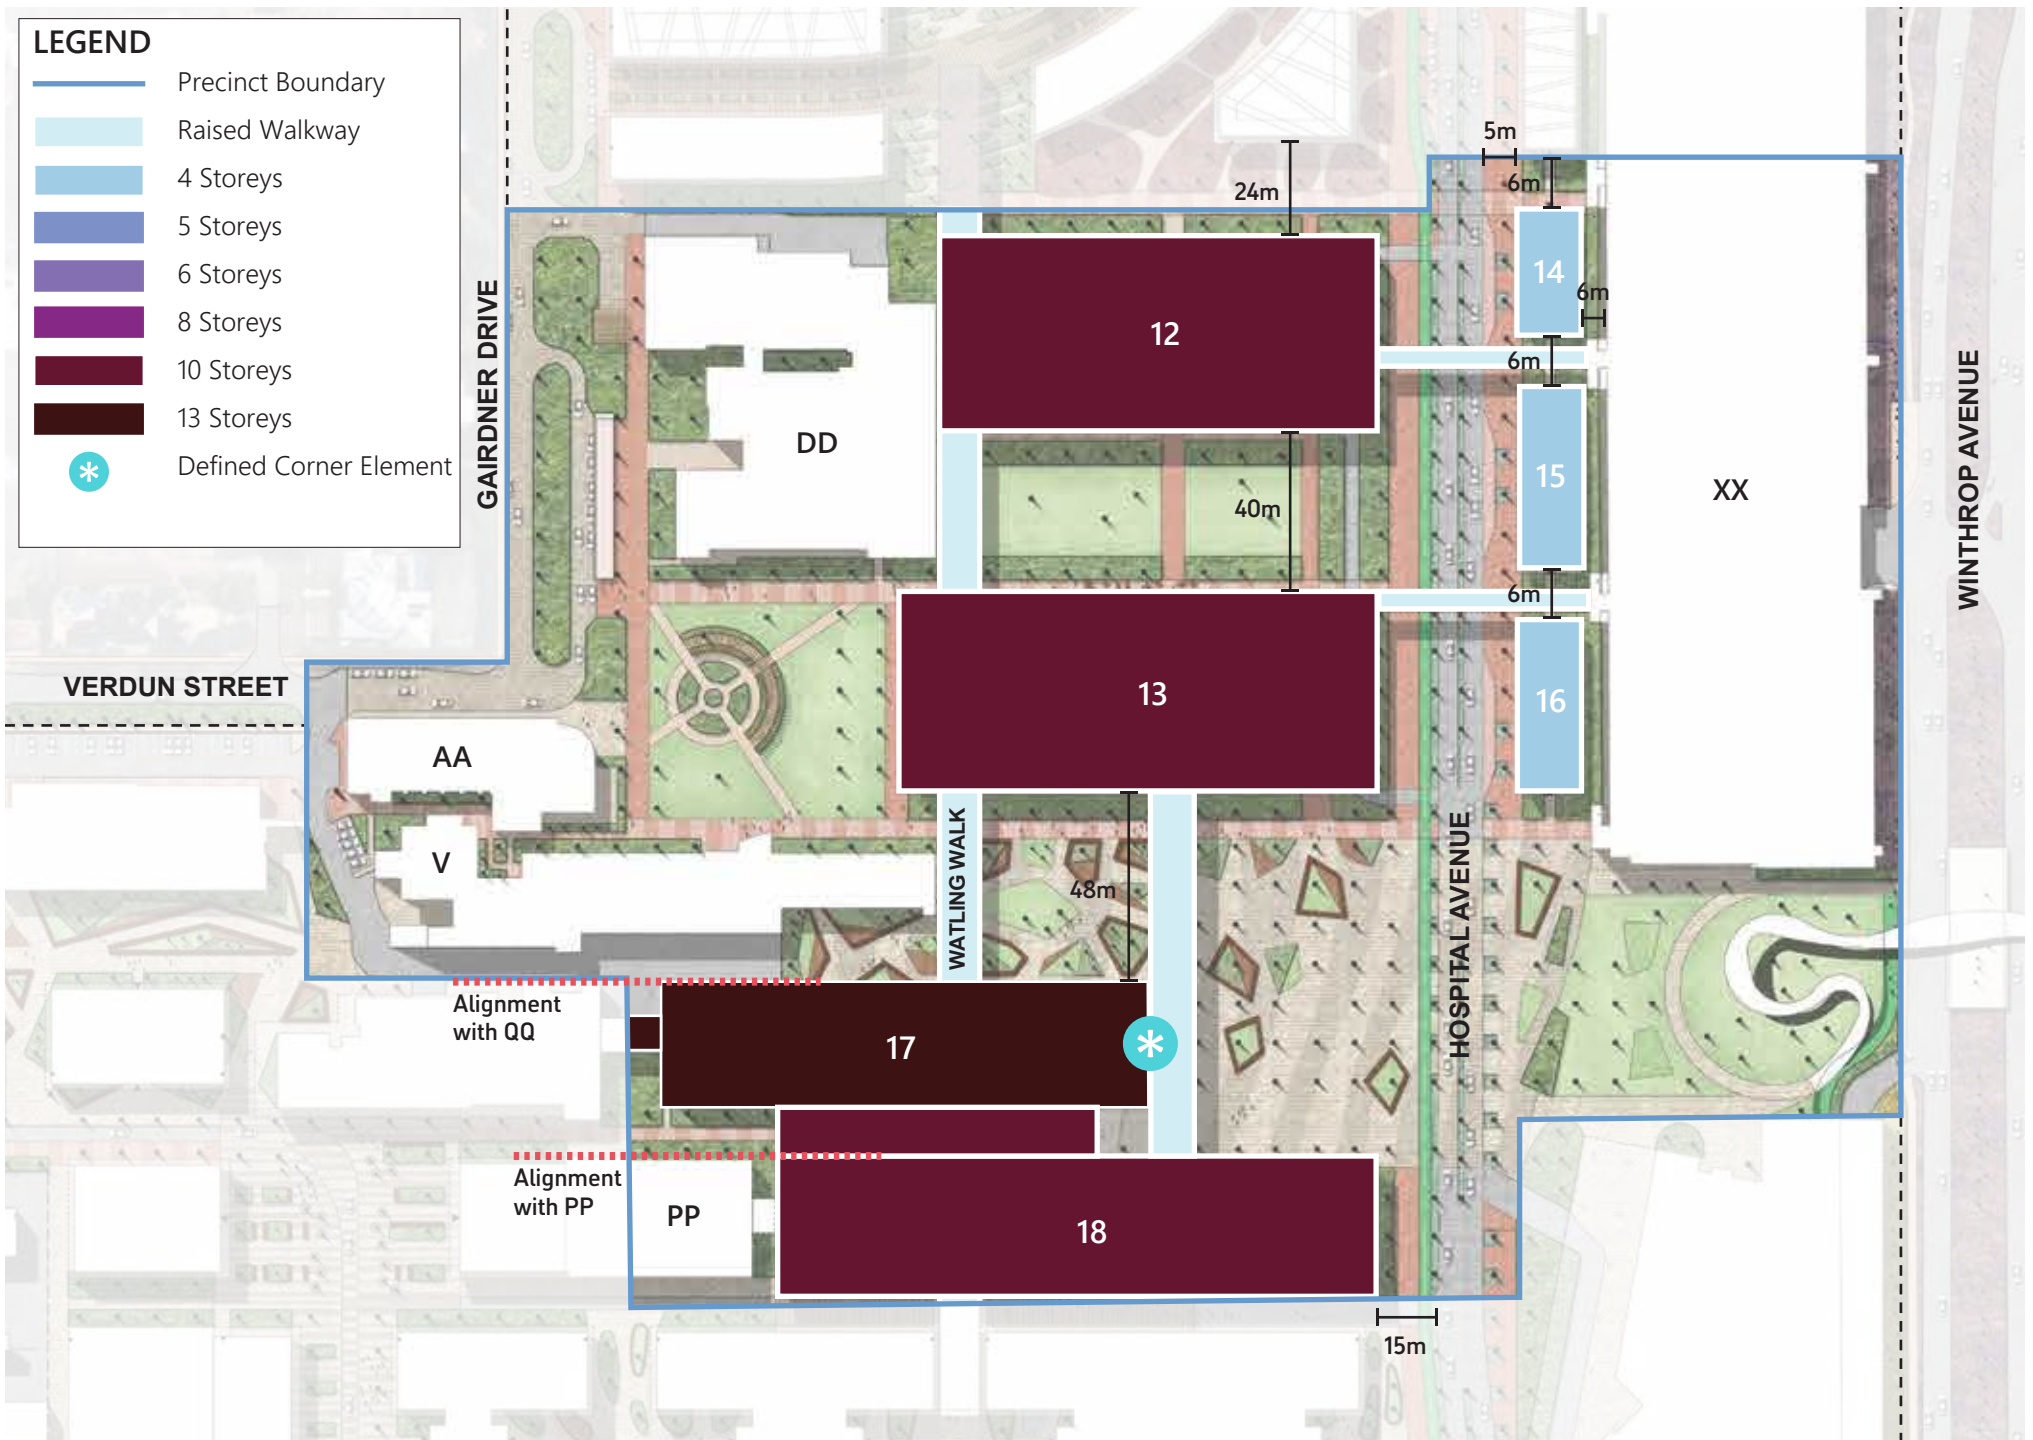 LEGEND
Precinct Boundary
Raised Walkway
4 Storeys
5 Storeys
6 Storeys
8 Storeys
10 Storeys
13 Storeys
* Defined Corner Element
5m
6m
24m
14
6m
12
6m
GAIRDNER DRIVE
DD
15
XX
WINTHROP AVENUE
40m
6m
VERDUN STREET
13
16
AA
V
WATLING WALK
48m
HOSPITAL AVENUE
Alignment
with QQ
17
*
Alignment
with PP
PP
18
15m